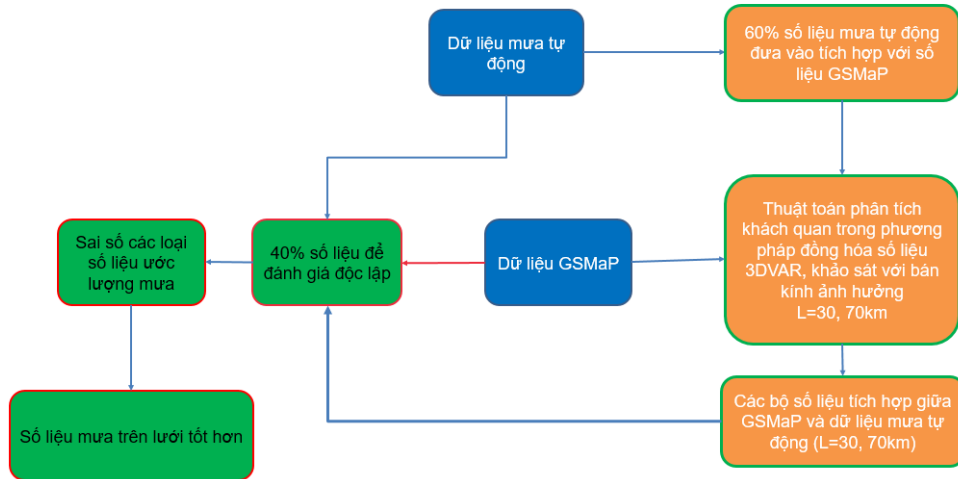 Dữ liệu mưa tự
động
60% số liệu mưa tự động
đưa vào tích hợp với số
liệu GSMaP
Sai số các loại
số liệu ước
lượng mưa
40% số liệu để
đánh giá độc lập
Dữ liệu GSMaP
Thuật toán phân tích
khách quan trong phương
pháp đồng hóa số liệu
3DVAR, khảo sát với bán
kính ảnh hưởng
L=30, 70km
Số liệu mưa trên lưới tốt hơn
Các bộ số liệu tích hợp giữa
GSMaP và dữ liệu mưa tự
động (L=30, 70km)